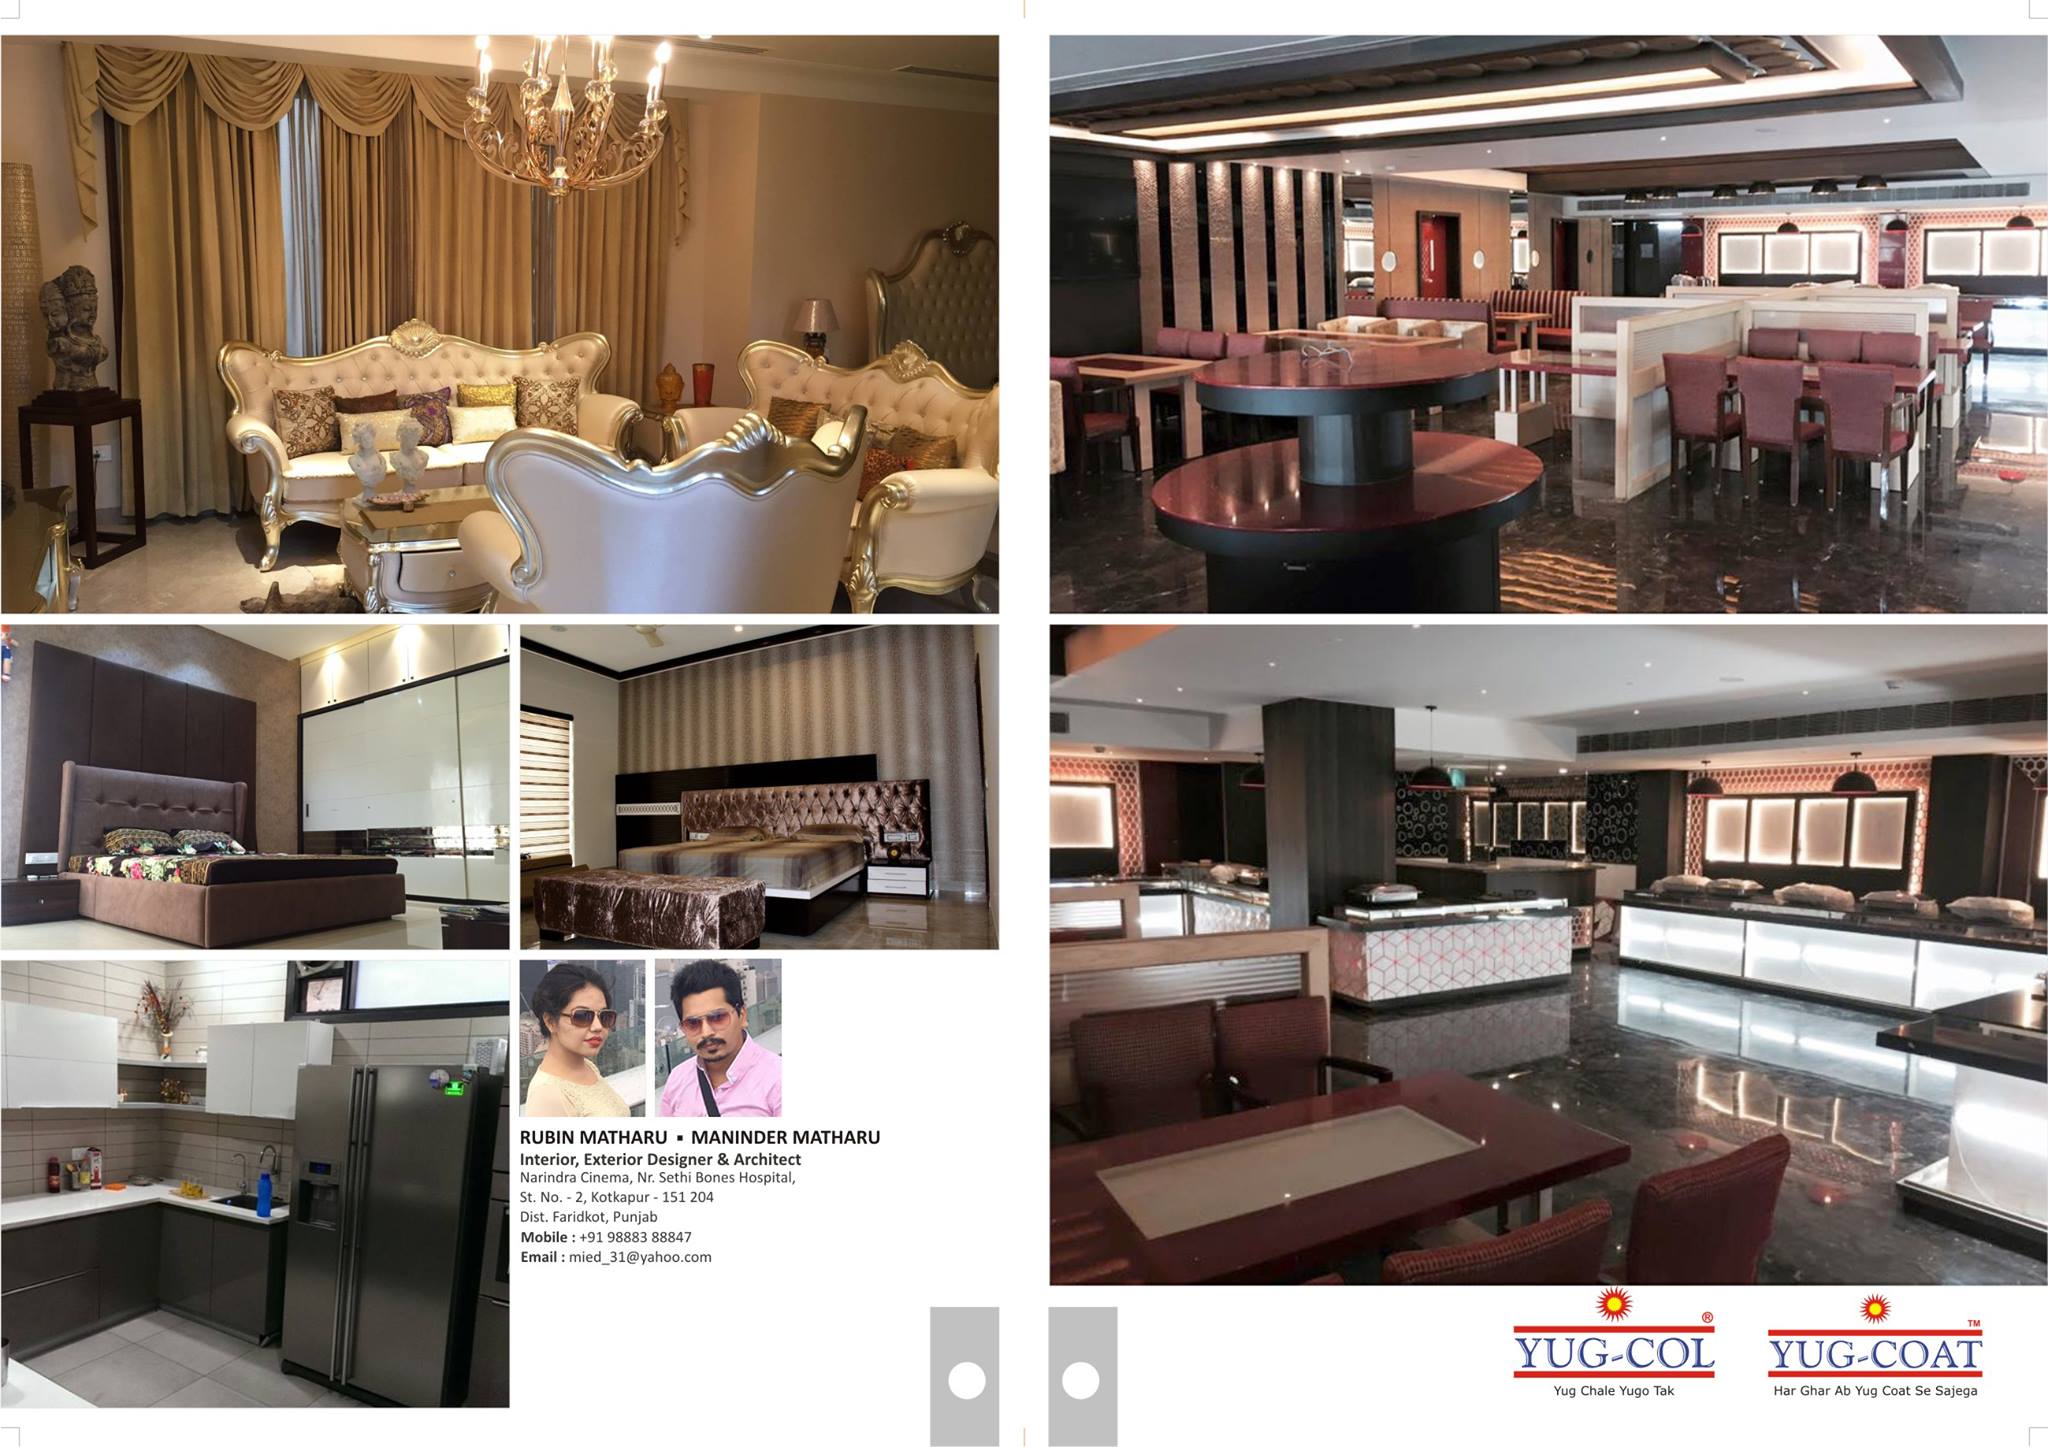 RUBIN MATHARU ▪ MANINDER MATHARU
Interior, Exterior Designer & Architect
Narindra Cinema, Nr. Sethi Bones Hospital,
St. No. - 2, Kotkapur - 151 204
Dist. Faridkot, Punjab
Mobile : +91 98883 88847
Email : mied_31@yahoo.com
YUG-COL ®
Yug Chale Yugo Tak
YUG-COAT TM
Har Ghar Ab Yug Coat Se Sajega